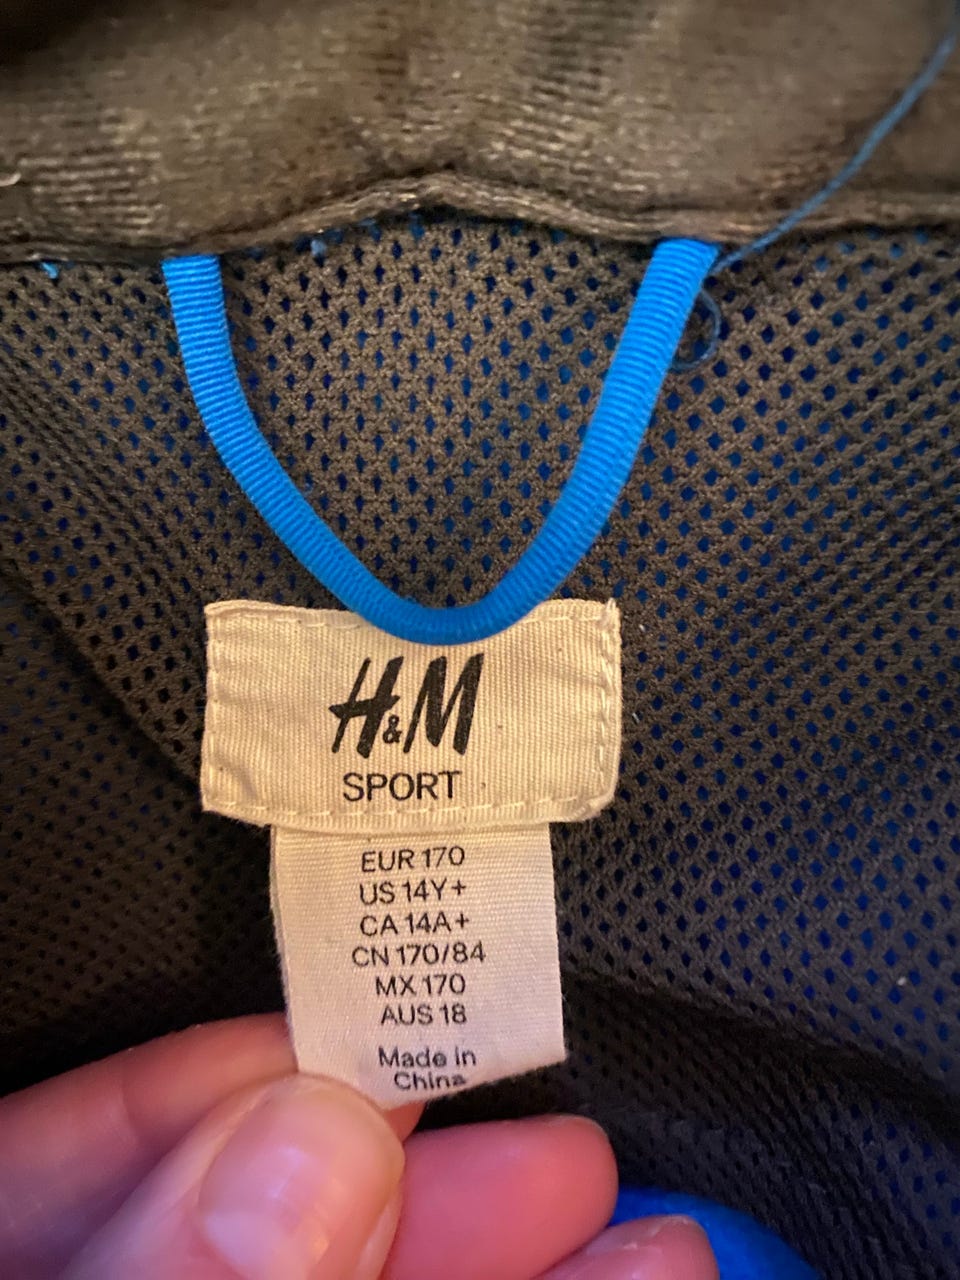 H&M
SPORT
EUR 170
US 14Y+
CA 14A+
CN 170/84
MX 170
AUS 18
Made in
China